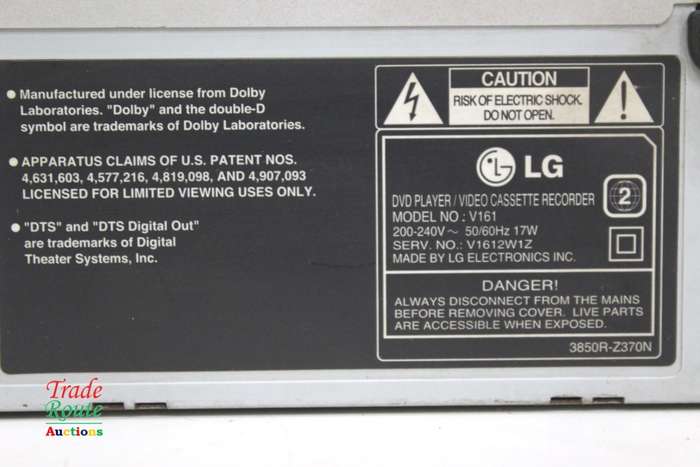 ● Manufactured under license from Dolby
Laboratories. "Dolby" and the double-D
symbol are trademarks of Dolby Laboratories.
● APPARATUS CLAIMS OF U.S. PATENT NOS.
4,631,603, 4,577,216, 4,819,098, AND 4,907,093
LICENSED FOR LIMITED VIEWING USES ONLY.
● "DTS" and "DTS Digital Out"
are trademarks of Digital
Theater Systems, Inc.
CAUTION
RISK OF ELECTRIC SHOCK.
DO NOT OPEN.
LG
DVD PLAYER / VIDEO CASSETTE RECORDER
MODEL NO : V161
200-240V ~ 50/60Hz 17W
SERV. NO.: V1612W1Z
MADE BY LG ELECTRONICS INC.
2
DANGER!
ALWAYS DISCONNECT FROM THE MAINS
BEFORE REMOVING COVER. LIVE PARTS
ARE ACCESSIBLE WHEN EXPOSED.
3850R-Z370N
Trade
Route
Auctions